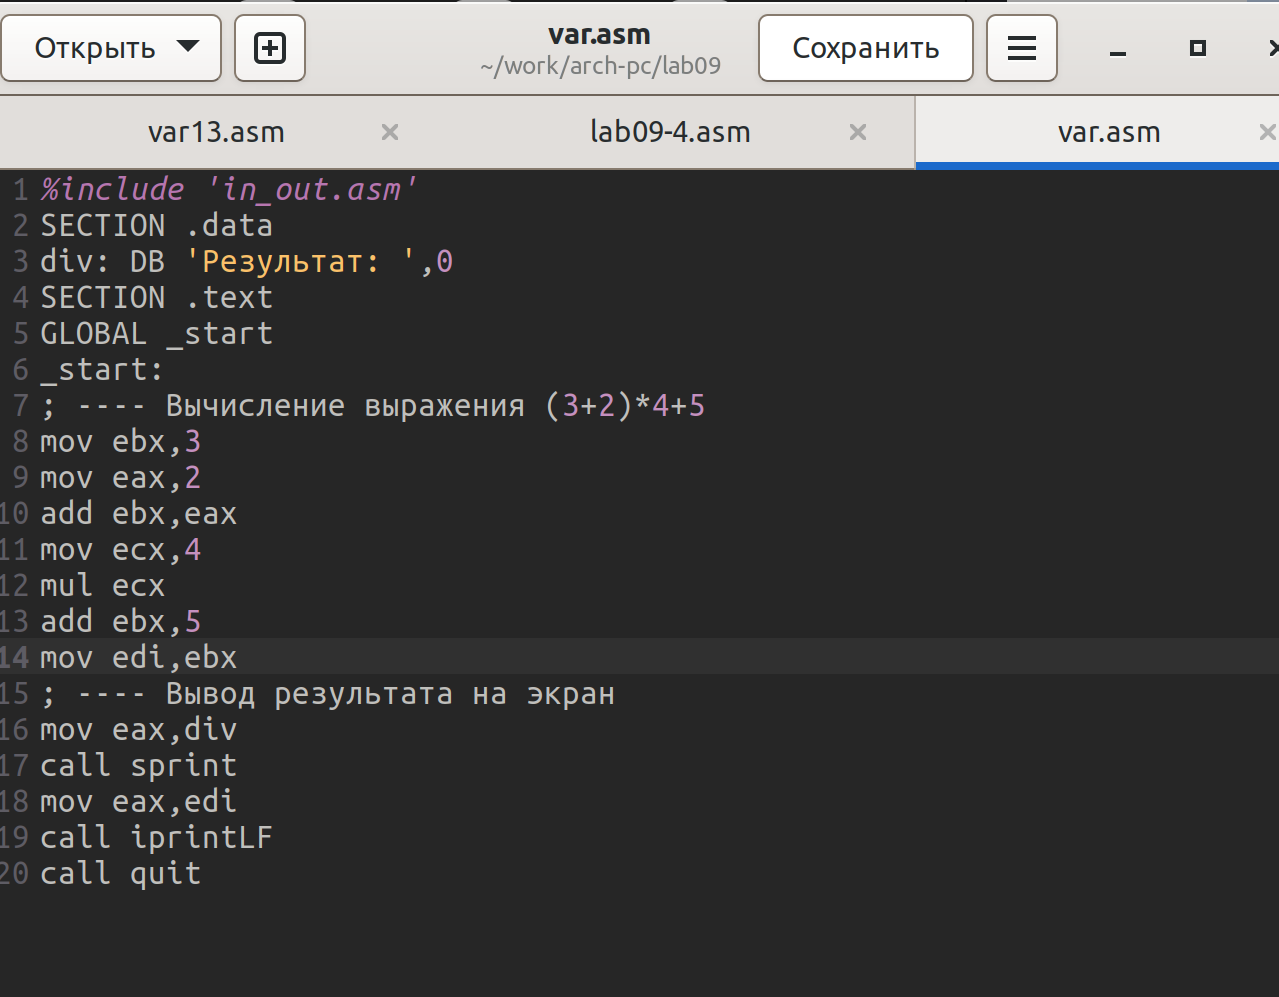 Открыть
var.asm
~/work/arch-pc/lab09
Сохранить
var13.asm
lab09-4.asm
var.asm
1 %include 'in_out.asm'
2 SECTION .data
3 div: DB 'Результат: ',0
4 SECTION .text
5 GLOBAL _start
6 _start:
7 ; ---- Вычисление выражения (3+2)*4+5
8 mov ebx,3
9 mov eax,2
10 add ebx,eax
11 mov ecx,4
12 mul ecx
13 add ebx,5
14 mov edi,ebx
15 ; ---- Вывод результата на экран
16 mov eax,div
17 call sprint
18 mov eax,edi
19 call iprintLF
20 call quit